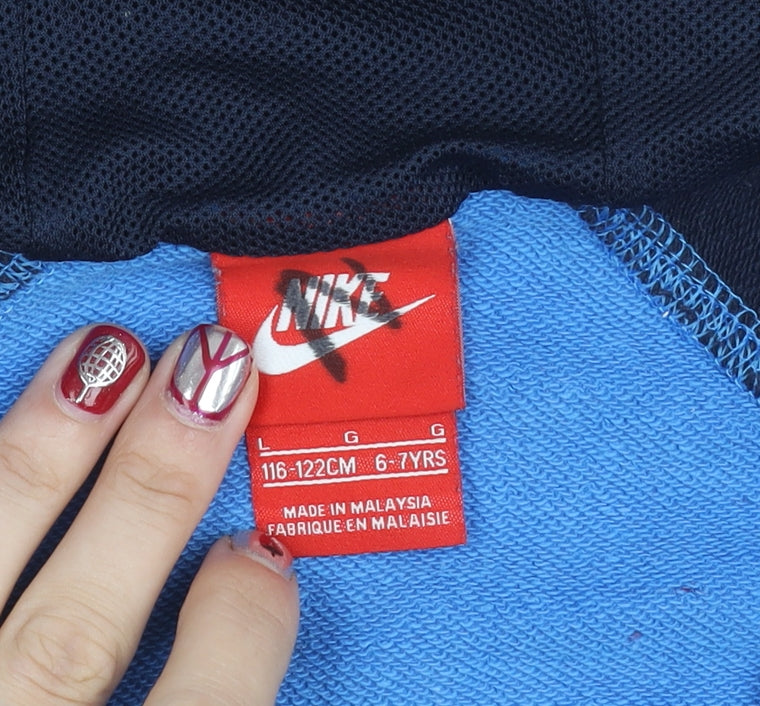 NIKE
L G G
116-122CM 6-7YRS
MADE IN MALAYSIA
FABRIQUE EN MALAISIE